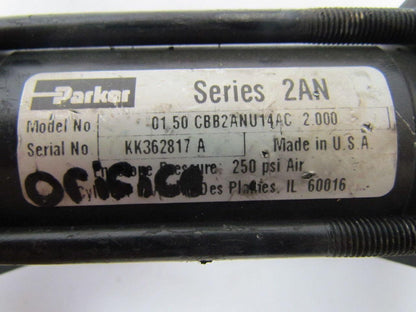 Parker Series 2AN
Model No 01.50 CBB2ANU14AC 2.000
Serial No KK362817 A Made in U.S.A.
Pressure 250 psi Air
Des Plaines, IL 60016